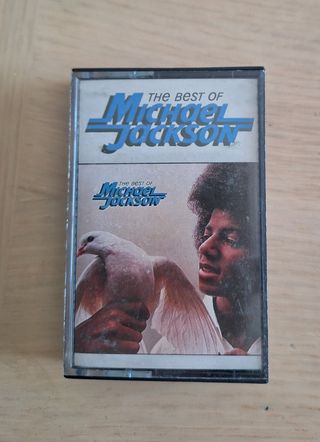 THE BEST OF
MICHAEL
JACKSON
THE BEST OF
MICHAEL
JACKSON